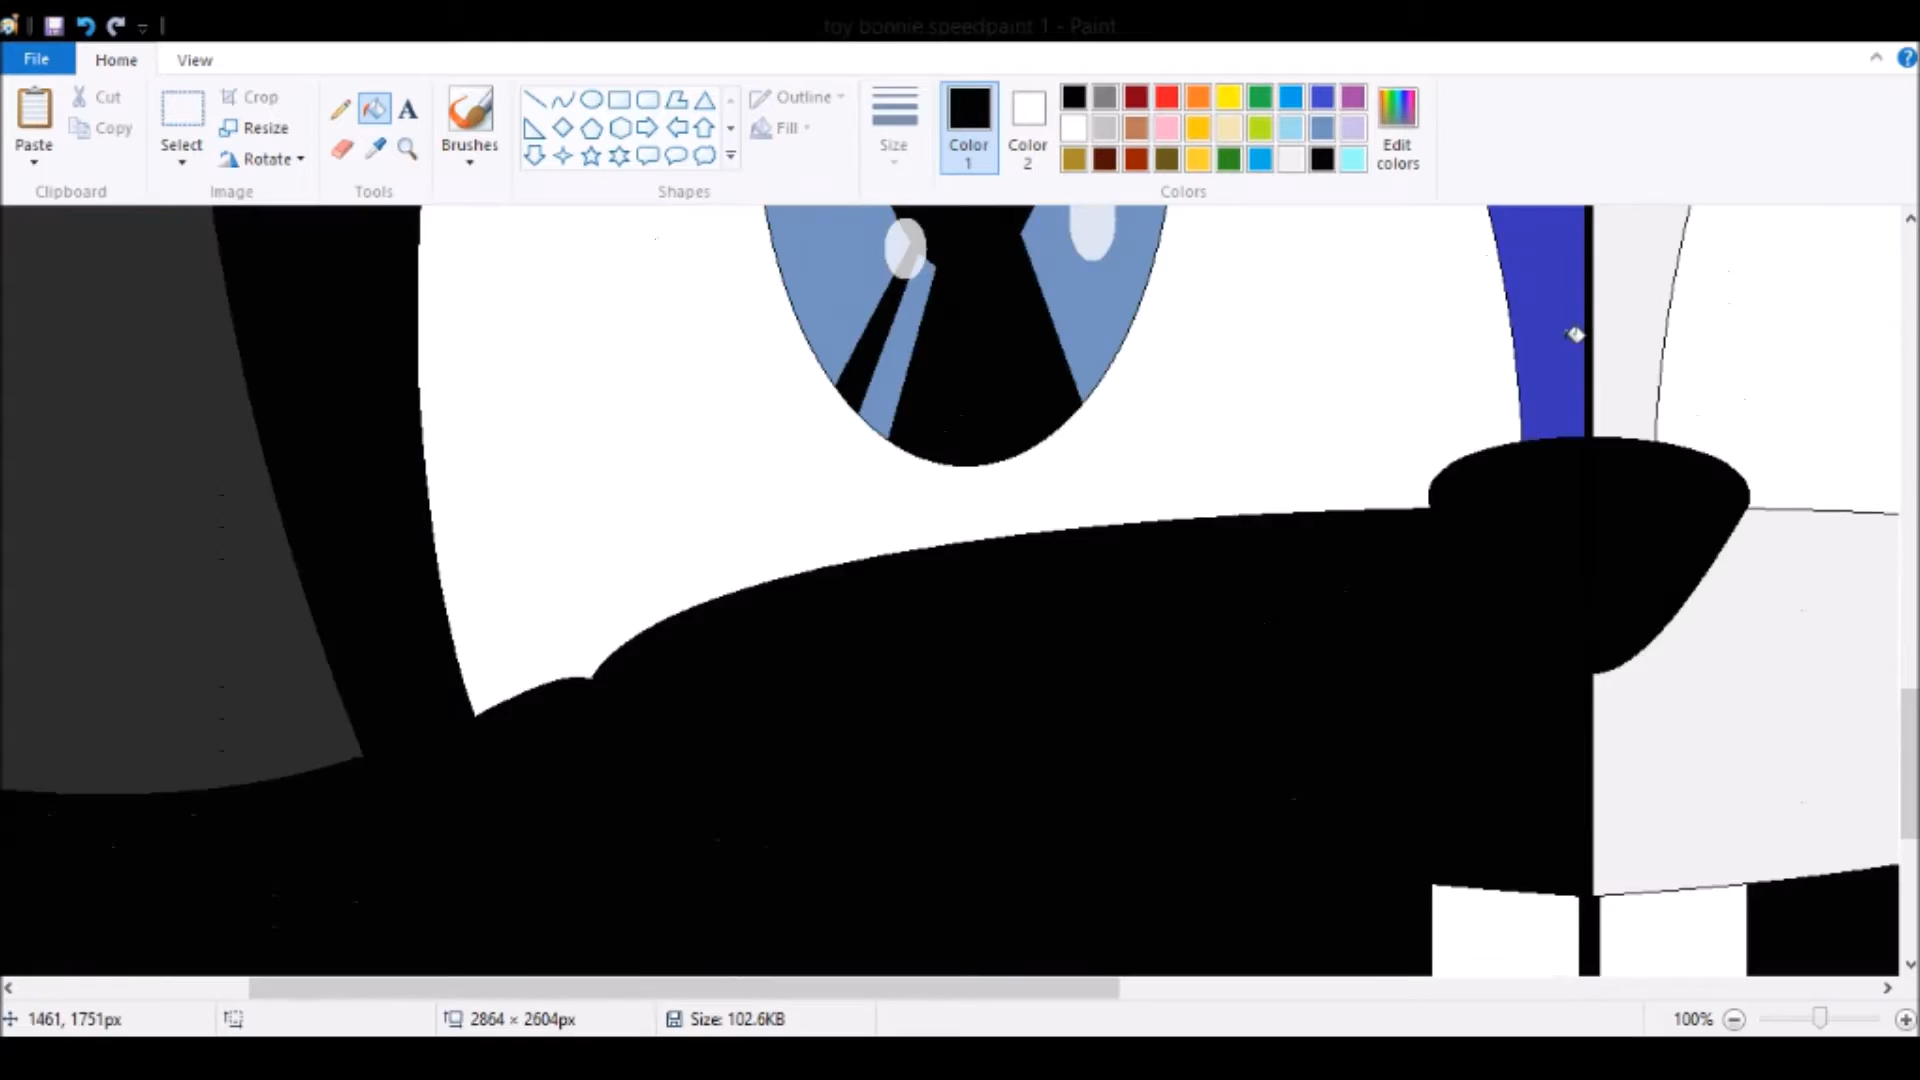 toy bonnie speedpaint 1 - Paint
File Home View
Paste
Cut
Copy
Clipboard
Select
Crop
Resize
Rotate
Image
A
Tools
Brushes
Shapes
Outline
Fill
Size
Color
1
Color
2
Edit
colors
Colors
1461, 1751px
2864 × 2604px
Size: 102.6KB
100%